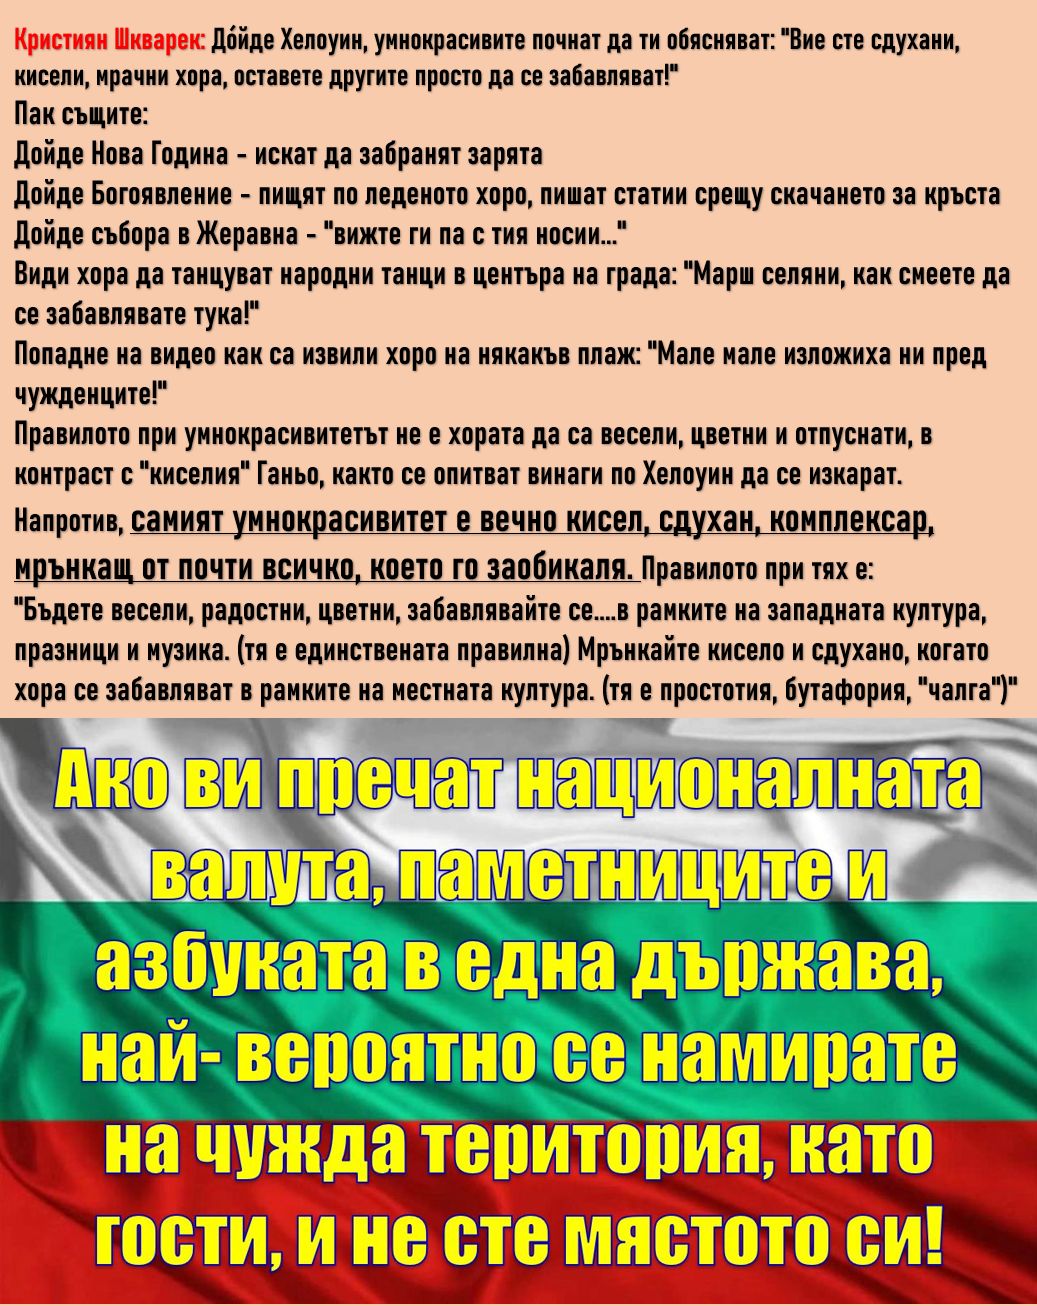 Кристиян Шкварек: До́йде Хелоуин, умнокрасивите почнат да ти обясняват: "Вие сте сдухани,
кисели, мрачни хора, оставете другите просто да се забавляват!"
Пак същите:
Дойде Нова Година - искат да забранят зарята
Дойде Богоявление - пищят по леденото хоро, пишат статии срещу скачането за кръста
Дойде събора в Жеравна - "вижте ги па с тия носии..."
Види хора да танцуват народни танци в центъра на града: "Марш селяни, как смеете да
се забавлявате тука!"
Попадне на видео как са извили хоро на някакъв плаж: "Мале мале изложиха ни пред
чужденците!"
Правилото при умнокрасивитетът не е хората да са весели, цветни и отпуснати, в
контраст с "киселия" Ганьо, както се опитват винаги по Хелоуин да се изкарат.
Напротив, самият умнокрасивитет е вечно кисел, сдухан, комплексар,
мрънкащ от почти всичко, което го заобикаля. Правилото при тях е:
"Бъдете весели, радостни, цветни, забавлявайте се....в рамките на западната култура,
празници и музика. (тя е единствената правилна) Мрънкайте кисело и сдухано, когато
хора се забавляват в рамките на местната култура. (тя е простотия, бутафория, "чалга")"
Ако ви пречат националната
валута, паметниците и
азбуката в една държава,
най- вероятно се намирате
на чужда територия, като
гости, и не сте мястото си!